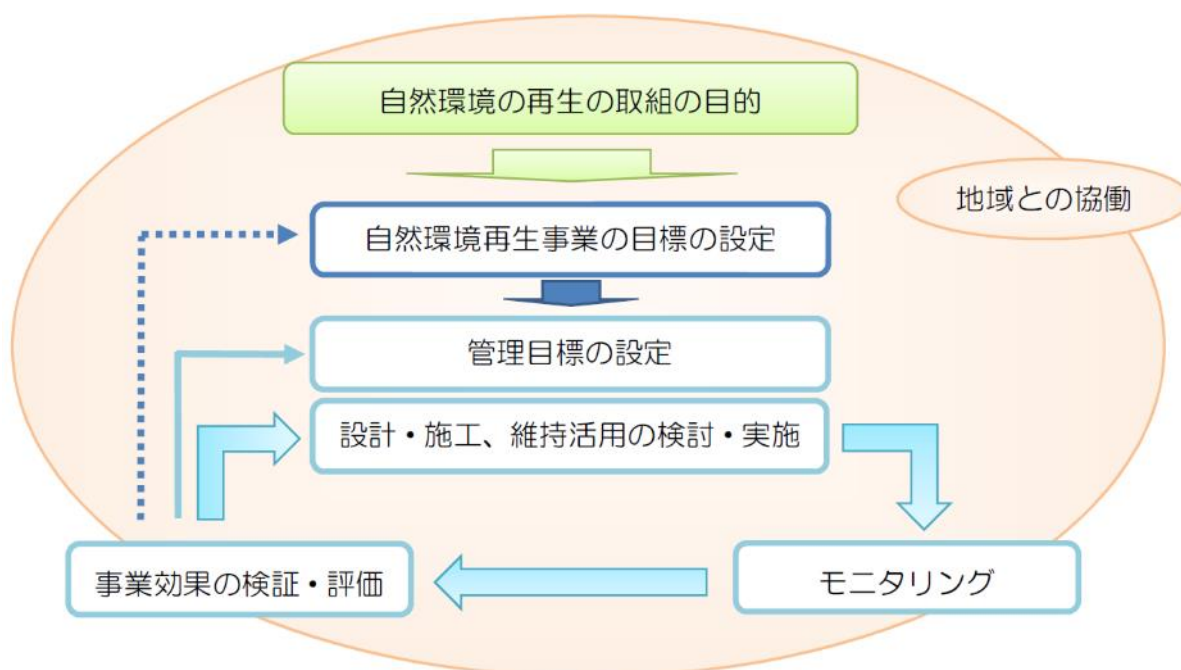 自然環境の再生の取組の目的
地域との協働
自然環境再生事業の目標の設定
管理目標の設定
設計・施工、維持活用の検討・実施
事業効果の検証・評価
モニタリング